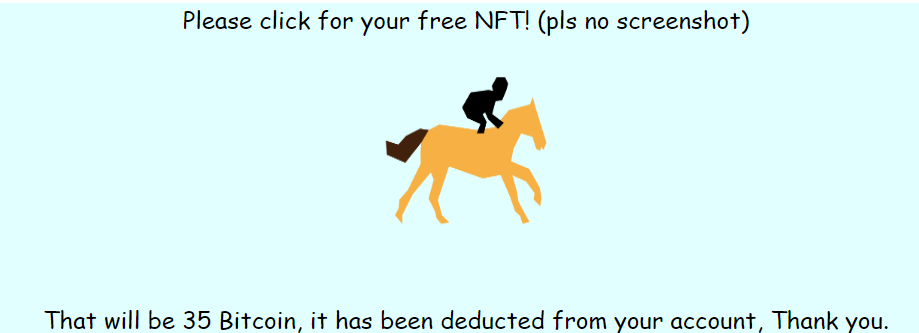 Please click for your free NFT! (pls no screenshot)
That will be 35 Bitcoin, it has been deducted from your account, Thank you.